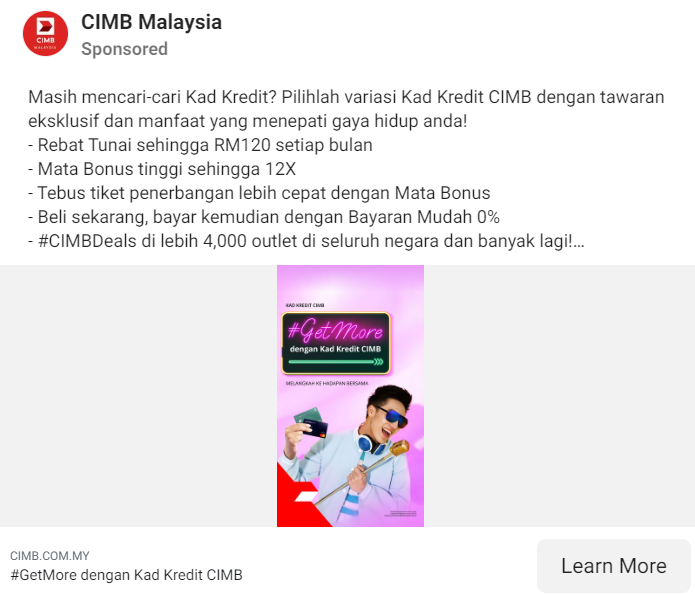 CIMB Malaysia
Sponsored
CIMB
MALAYSIA
Masih mencari-cari Kad Kredit? Pilihlah variasi Kad Kredit CIMB dengan tawaran
eksklusif dan manfaat yang menepati gaya hidup anda!
- Rebat Tunai sehingga RM120 setiap bulan
- Mata Bonus tinggi sehingga 12X
- Tebus tiket penerbangan lebih cepat dengan Mata Bonus
- Beli sekarang, bayar kemudian dengan Bayaran Mudah 0%
- #CIMBDeals di lebih 4,000 outlet di seluruh negara dan banyak lagi!...
KAD KREDIT CIMB
#GetMore
dengan Kad Kredit CIMB
MELANGKAH KE HADAPAN BERSAMA
CIMB.COM.MY
#GetMore dengan Kad Kredit CIMB
Learn More